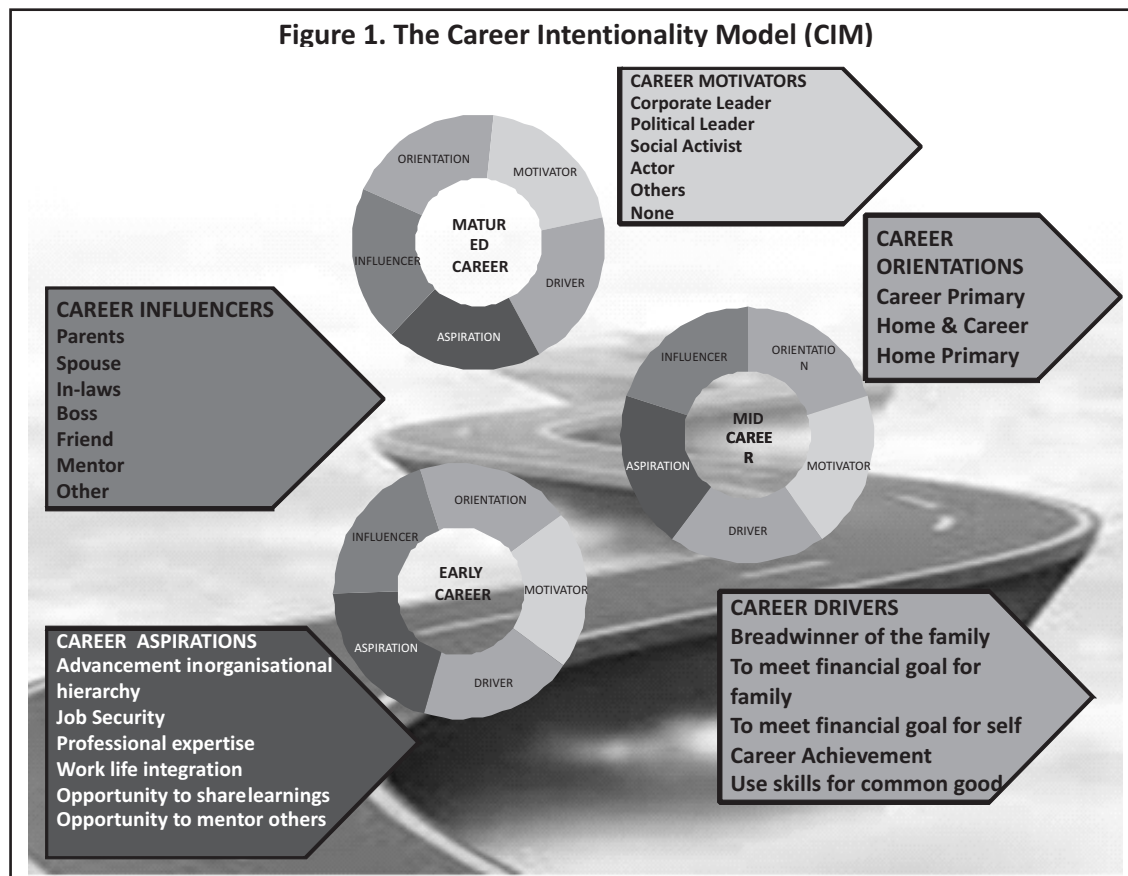 Figure 1. The Career Intentionality Model (CIM)
CAREER MOTIVATORS
Corporate Leader
Political Leader
Social Activist
Actor
Others
None
ORIENTATION
MOTIVATOR
MATUR
ED
CAREER
INFLUENCER
DRIVER
ASPIRATION
CAREER
ORIENTATIONS
Career Primary
Home & Career
Home Primary
CAREER INFLUENCERS
Parents
Spouse
In-laws
Boss
Friend
Mentor
Other
INFLUENCER
ORIENTATIO
N
MID
CAREE
R
ASPIRATION
MOTIVATOR
DRIVER
ORIENTATION
INFLUENCER
EARLY
CAREER
MOTIVATOR
ASPIRATION
DRIVER
CAREER ASPIRATIONS
Advancement inorganisational
hierarchy
Job Security
Professional expertise
Work life integration
Opportunity to sharelearnings
Opportunity to mentor others
CAREER DRIVERS
Breadwinner of the family
To meet financial goal for
family
To meet financial goal for self
Career Achievement
Use skills for common good